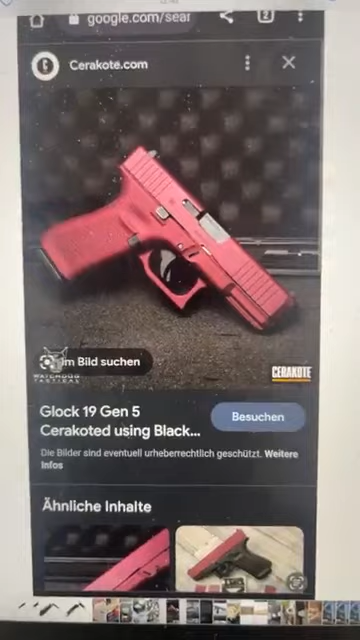 google.com/sear
2
Cerakote.com
Im Bild suchen
WATCHDOG
TACTICAL
CERAKOTE
Glock 19 Gen 5
Cerakoted using Black...
Besuchen
Die Bilder sind eventuell urheberrechtlich geschützt. Weitere
Infos
Ähnliche Inhalte